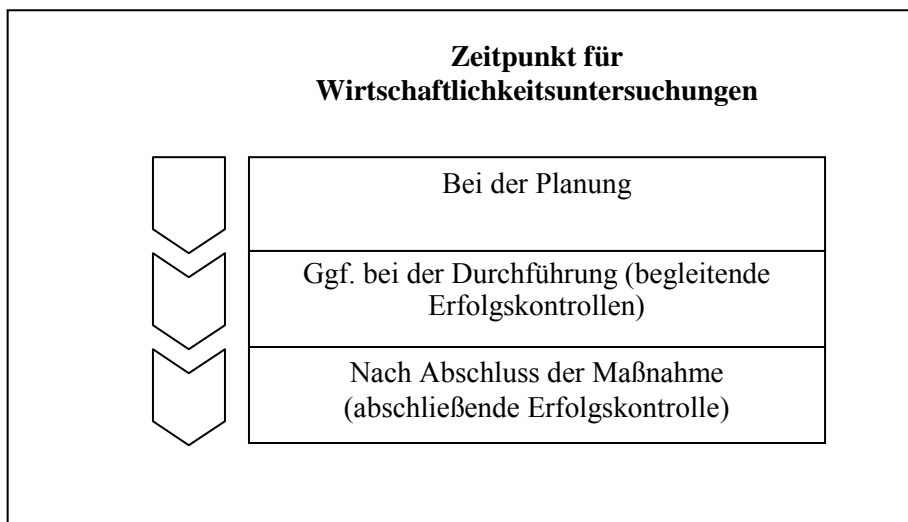 Zeitpunkt für
Wirtschaftlichkeitsuntersuchungen
Bei der Planung
Ggf. bei der Durchführung (begleitende
Erfolgskontrollen)
Nach Abschluss der Maßnahme
(abschließende Erfolgskontrolle)